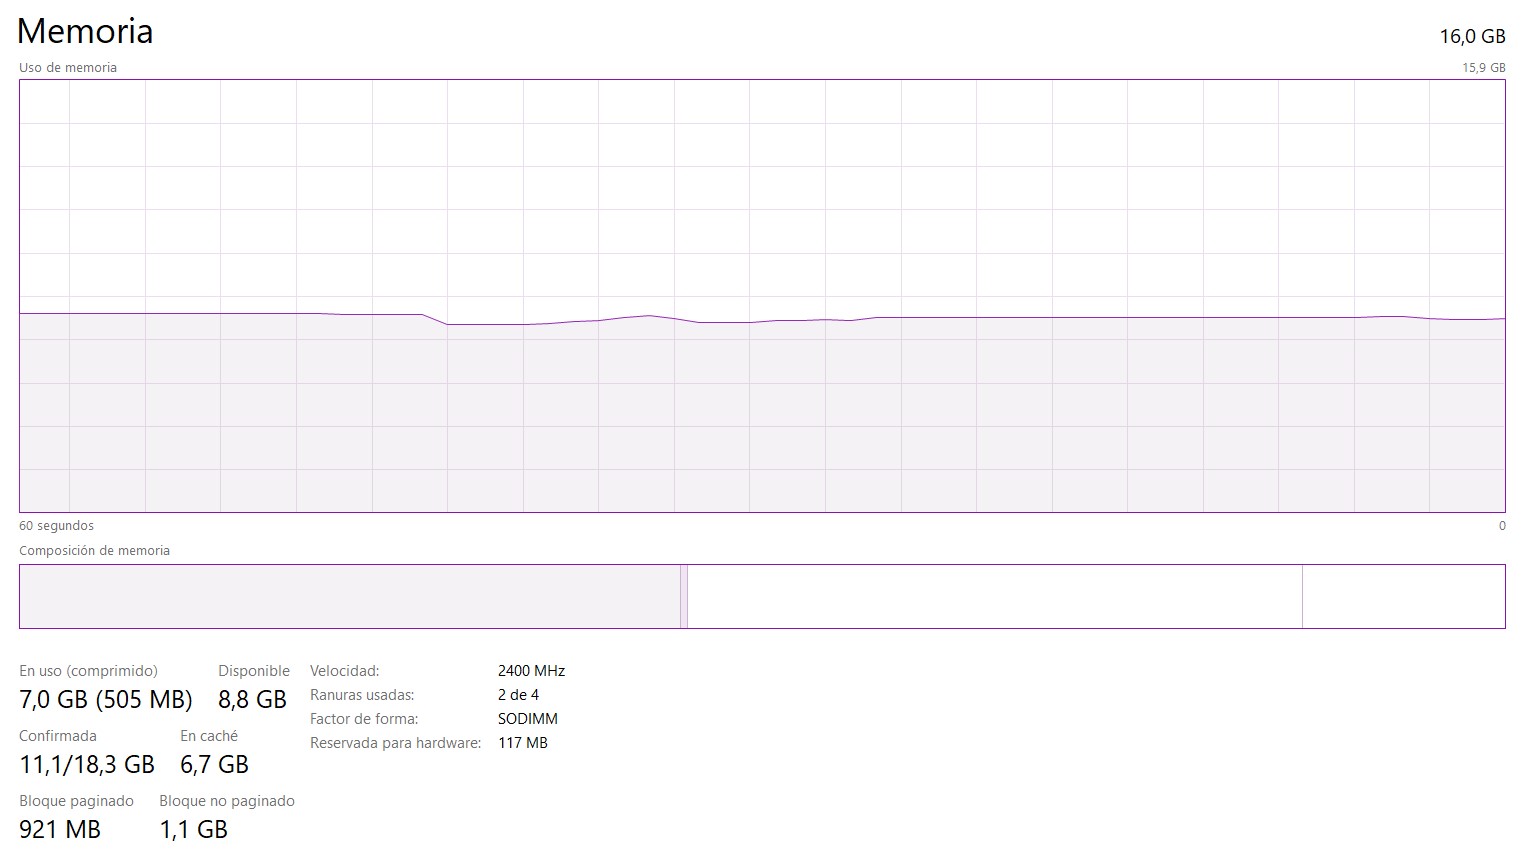 Memoria
16,0 GB
Uso de memoria
15,9 GB
60 segundos
0
Composición de memoria
En uso (comprimido)
Disponible
7,0 GB (505 MB)
8,8 GB
Confirmada
En caché
11,1/18,3 GB
6,7 GB
Bloque paginado
Bloque no paginado
921 MB
1,1 GB
Velocidad: 2400 MHz
Ranuras usadas: 2 de 4
Factor de forma: SODIMM
Reservada para hardware: 117 MB